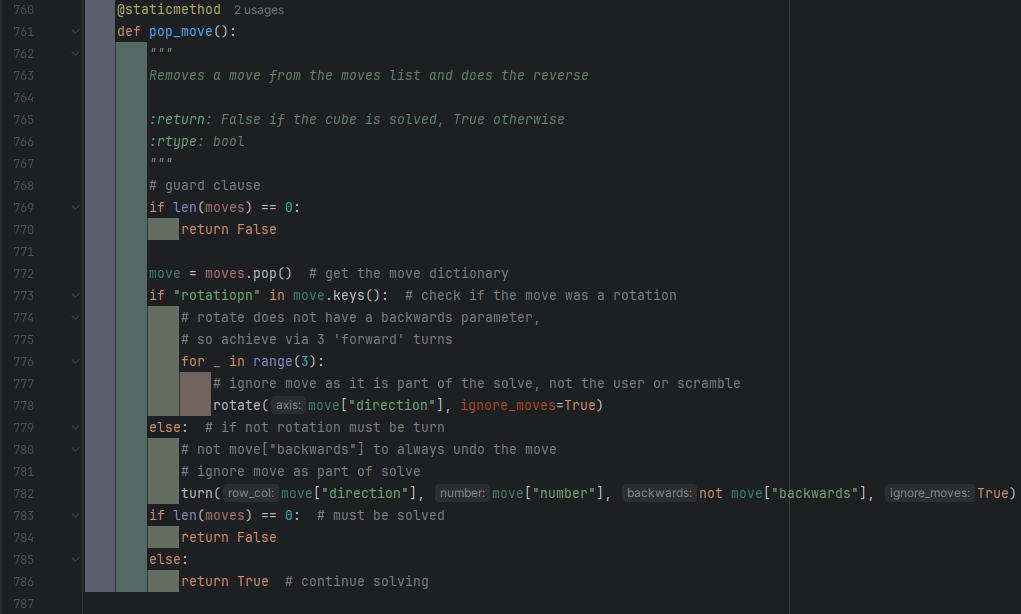 760 @staticmethod 2 usages
761 def pop_move():
762 """
763 Removes a move from the moves list and does the reverse
764
765 :return: False if the cube is solved, True otherwise
766 :rtype: bool
767 """
768 # guard clause
769 if len(moves) == 0:
770 return False
771
772 move = moves.pop()  # get the move dictionary
773 if "rotatiopn" in move.keys():  # check if the move was a rotation
774 # rotate does not have a backwards parameter,
775 # so achieve via 3 'forward' turns
776 for _ in range(3):
777 # ignore move as it is part of the solve, not the user or scramble
778 rotate( axis: move["direction"], ignore_moves=True)
779 else:  # if not rotation must be turn
780 # not move["backwards"] to always undo the move
781 # ignore move as part of solve
782 turn( row_col: move["direction"], number: move["number"], backwards: not move["backwards"], ignore_moves: True)
783 if len(moves) == 0:  # must be solved
784 return False
785 else:
786 return True  # continue solving
787